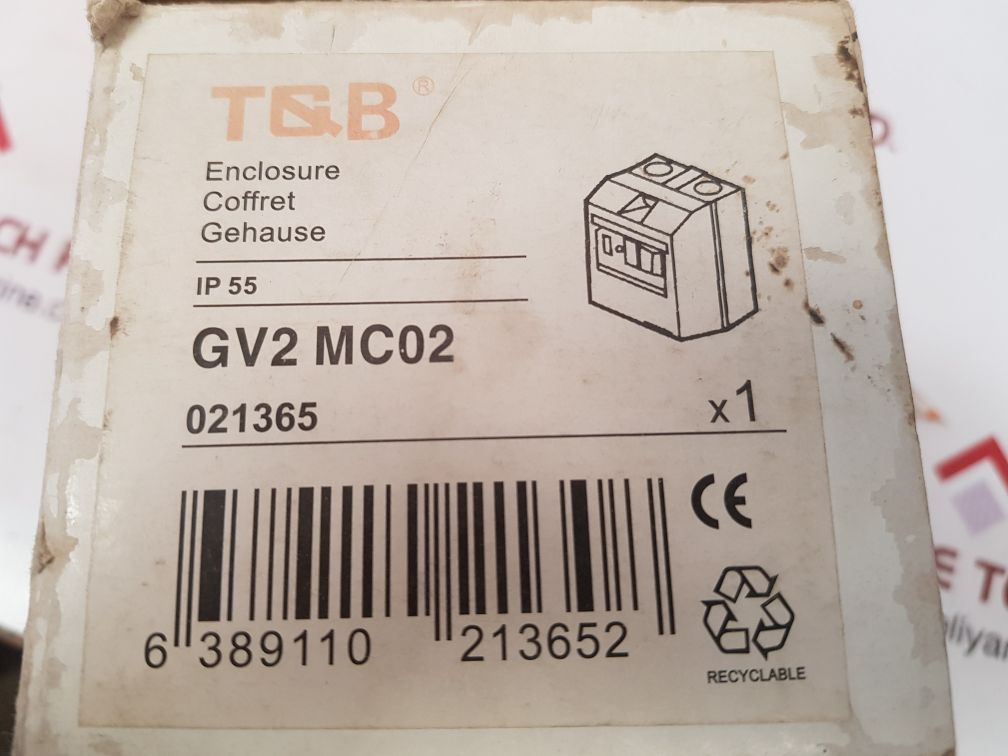 T&B®
Enclosure
Coffret
Gehause
IP 55
GV2 MC02
021365
x1
CE
6 389110 213652
RECYCLABLE